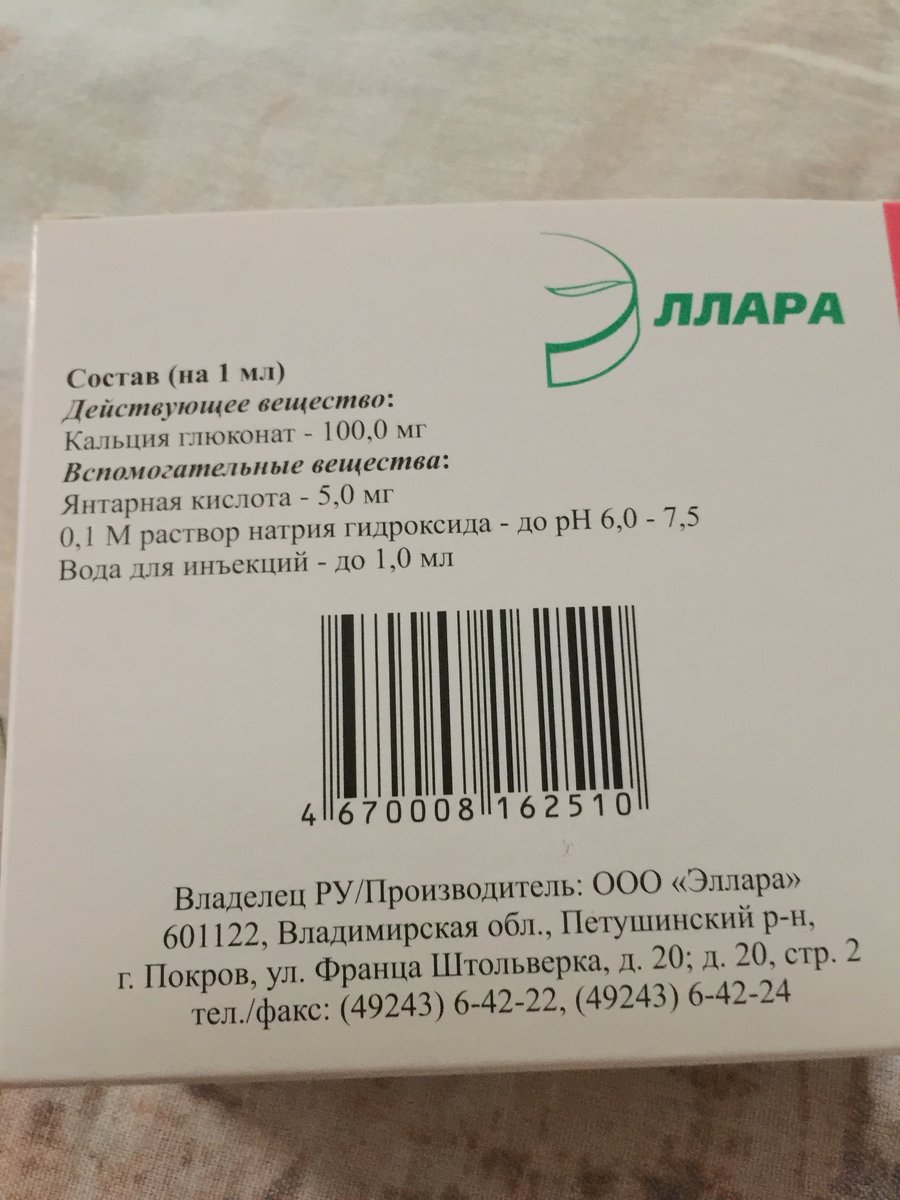 ЭЛЛАРА
Состав (на 1 мл)
Действующее вещество:
Кальция глюконат - 100,0 мг
Вспомогательные вещества:
Янтарная кислота - 5,0 мг
0,1 М раствор натрия гидроксида - до pH 6,0 - 7,5
Вода для инъекций - до 1,0 мл
4 670008 162510
Владелец РУ/Производитель: ООО «Эллара»
601122, Владимирская обл., Петушинский р-н,
г. Покров, ул. Франца Штольверка, д. 20; д. 20, стр. 2
тел./факс: (49243) 6-42-22, (49243) 6-42-24